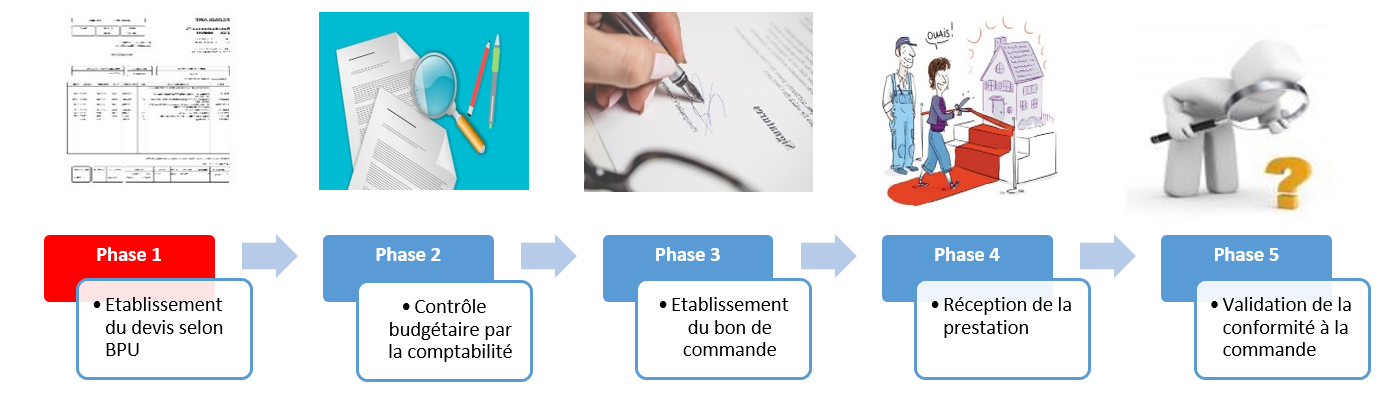 OUAIS!
Signature
Phase 1
• Etablissement
du devis selon
BPU
Phase 2
• Contrôle
budgétaire par
la comptabilité
Phase 3
• Etablissement
du bon de
commande
Phase 4
• Réception de la
prestation
Phase 5
• Validation de la
conformité à la
commande